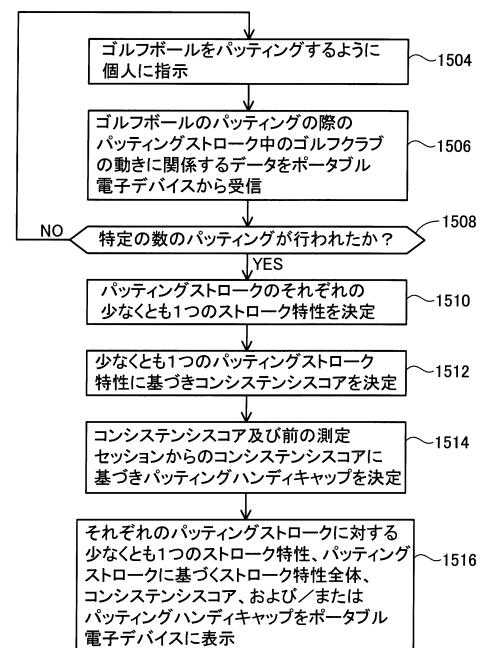 ゴルフボールをパッティングするように
個人に指示
1504
ゴルフボールのパッティングの際の
パッティングストローク中のゴルフクラブ
の動きに関係するデータをポータブル
電子デバイスから受信
1506
特定の数のパッティングが行われたか？
1508
NO
YES
パッティングストロークのそれぞれの
少なくとも1つのストローク特性を決定
1510
少なくとも1つのパッティングストローク
特性に基づきコンシステンシスコアを決定
1512
コンシステンシスコア及び前の測定
セッションからのコンシステンシスコアに
基づきパッティングハンディキャップを決定
1514
それぞれのパッティングストロークに対する
少なくとも1つのストローク特性、パッティング
ストロークに基づくストローク特性全体、
コンシステンシスコア、および／または
パッティングハンディキャップをポータブル
電子デバイスに表示
1516